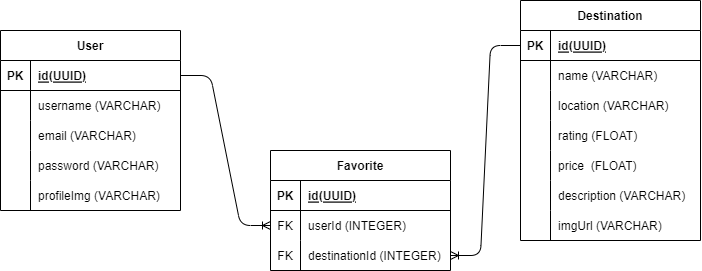 User
PK id(UUID)
username (VARCHAR)
email (VARCHAR)
password (VARCHAR)
profileImg (VARCHAR)
Favorite
PK id(UUID)
FK userId (INTEGER)
FK destinationId (INTEGER)
Destination
PK id(UUID)
name (VARCHAR)
location (VARCHAR)
rating (FLOAT)
price (FLOAT)
description (VARCHAR)
imgUrl (VARCHAR)